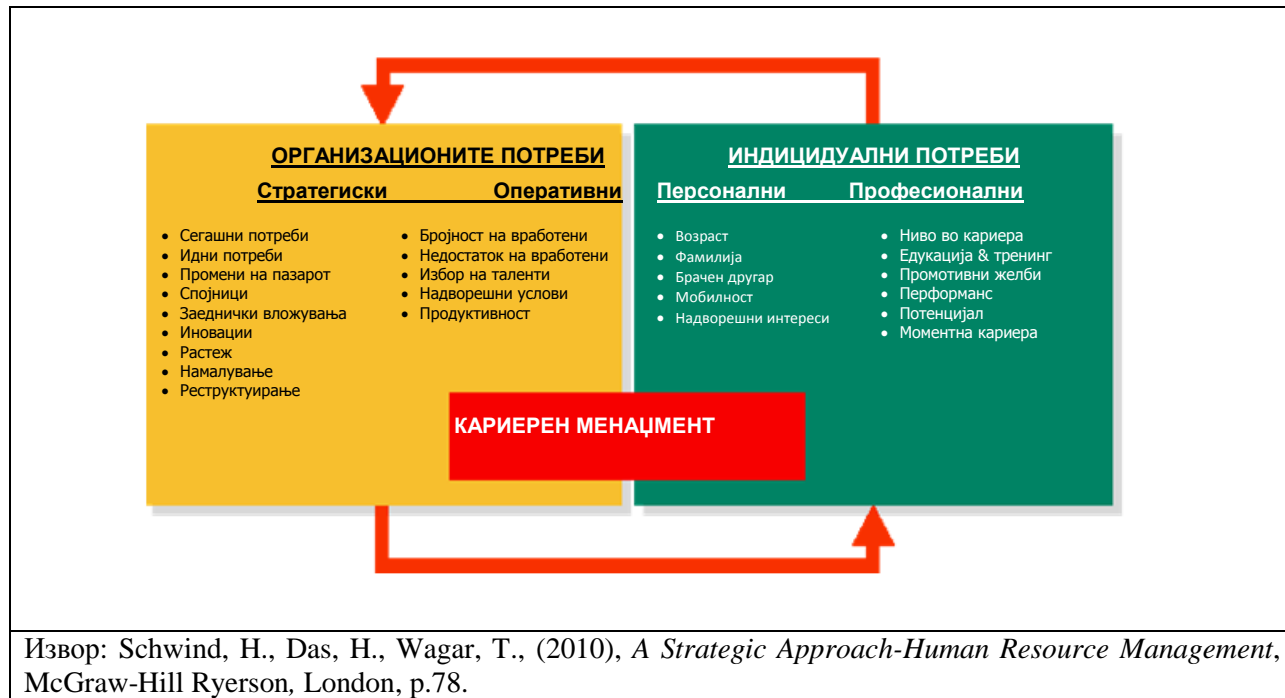 ОРГАНИЗАЦИОНИТЕ ПОТРЕБИ
Стратегиски Оперативни
• Сегашни потреби
• Идни потреби
• Промени на пазарот
• Спојници
• Заеднички вложувања
• Иновации
• Растеж
• Намалување
• Реструктуирање
• Бројност на вработени
• Недостаток на вработени
• Избор на таленти
• Надворешни услови
• Продуктивност
ИНДИЦИДУАЛНИ ПОТРЕБИ
Персонални Професионални
• Возраст
• Фамилија
• Брачен другар
• Мобилност
• Надворешни интереси
• Ниво во кариера
• Едукација & тренинг
• Промотивни желби
• Перформанс
• Потенцијал
• Моментна кариера
КАРИЕРЕН МЕНАЏМЕНТ
Извор: Schwind, H., Das, H., Wagar, T., (2010), A Strategic Approach-Human Resource Management,
McGraw-Hill Ryerson, London, p.78.